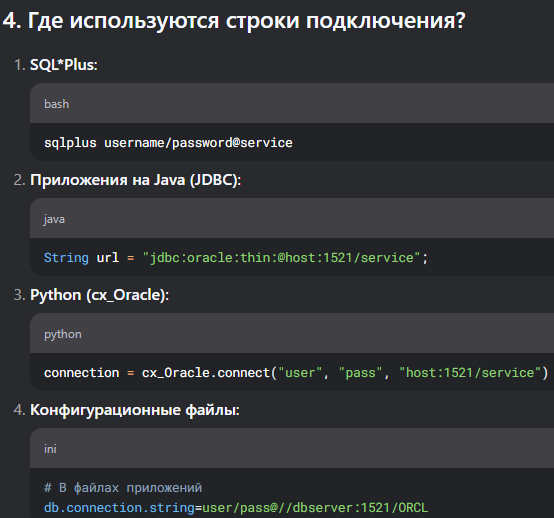 4. Где используются строки подключения?
1. SQL*Plus:
bash
sqlplus username/password@service
2. Приложения на Java (JDBC):
java
String url = "jdbc:oracle:thin:@host:1521/service";
3. Python (cx_Oracle):
python
connection = cx_Oracle.connect("user", "pass", "host:1521/service")
4. Конфигурационные файлы:
ini
# В файлах приложений
db.connection.string=user/pass@//dbserver:1521/ORCL